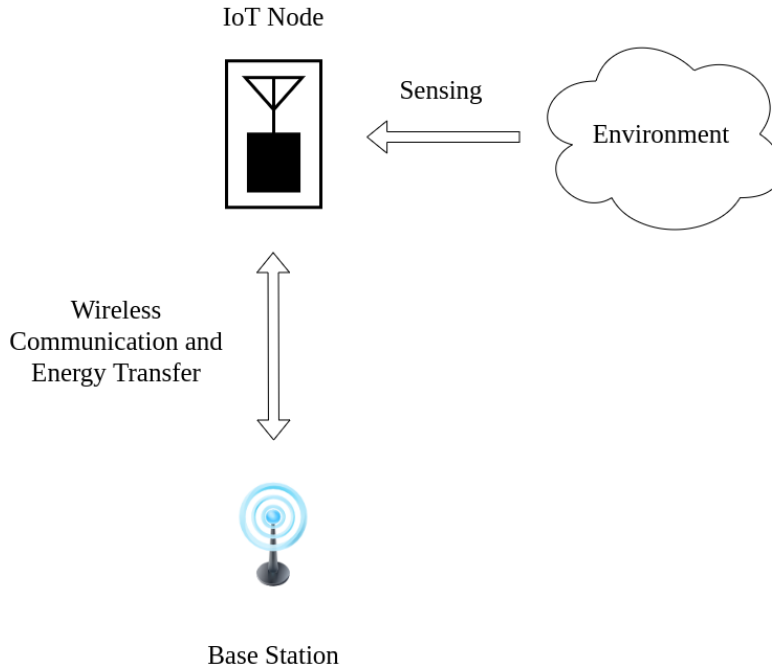 IoT Node
Sensing
Environment
Wireless
Communication and
Energy Transfer
Base Station